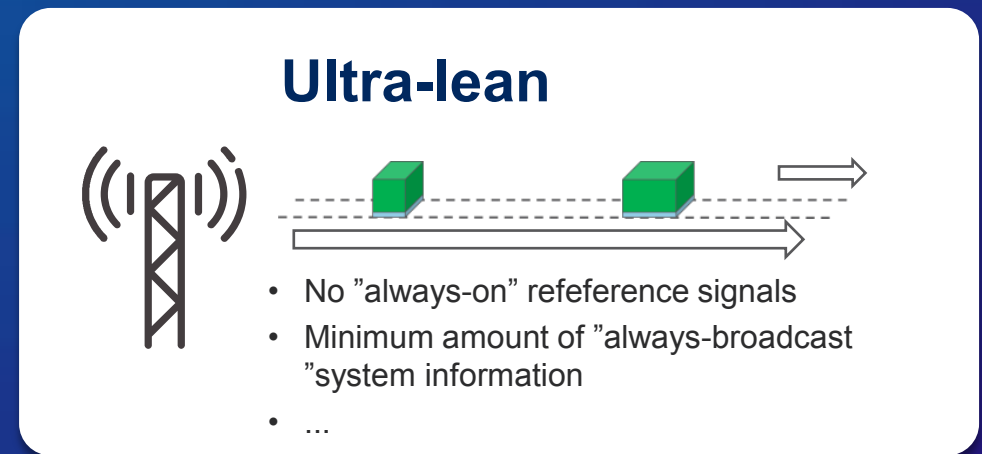 Ultra-lean
• No ”always-on” refeference signals
• Minimum amount of ”always-broadcast
”system information
• ...